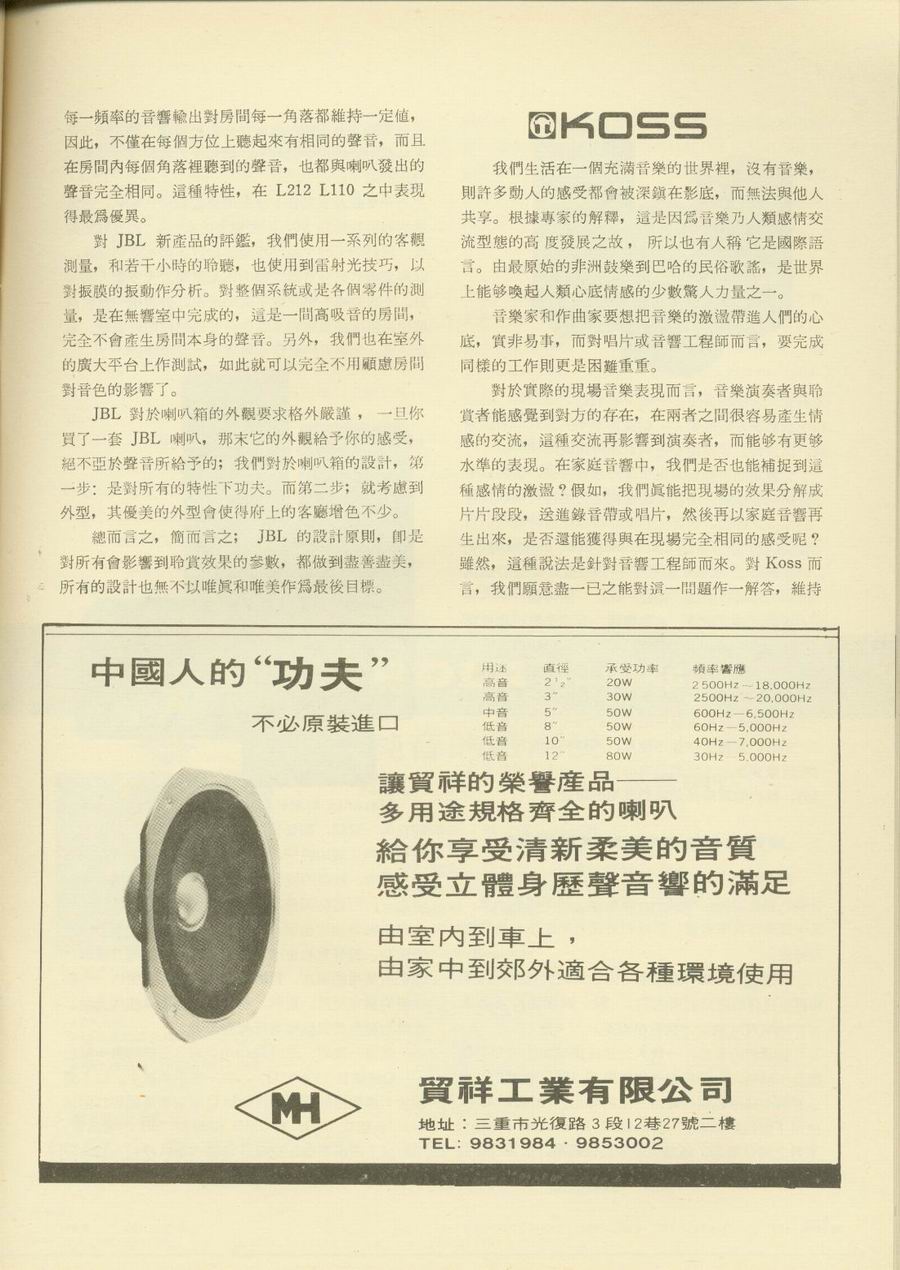 每一頻率的音響輸出對房間每一角落都維持一定值，
因此，不僅在每個方位上聽起來有相同的聲音，而且
在房間內每個角落裡聽到的聲音，也都與喇叭發出的
聲音完全相同。這種特性，在 L212 L110 之中表現
得最爲優異。
對 JBL 新產品的評鑑，我們使用一系列的客觀
測量，和若干小時的聆聽，也使用到雷射光技巧，以
對振膜的振動作分析。對整個系統或是各個零件的測
量，是在無響室中完成的，這是一間高吸音的房間，
完全不會產生房間本身的聲音。另外，我們也在室外
的廣大平台上作測試，如此就可以完全不用顧慮房間
對音色的影響了。
JBL 對於喇叭箱的外觀要求格外嚴謹，一旦你
買了一套 JBL 喇叭，那末它的外觀給予你的感受，
絕不亞於聲音所給予的；我們對於喇叭箱的設計，第
一步：是對所有的特性下功夫。而第二步；就考慮到
外型，其優美的外型會使得府上的客廳增色不少。
總而言之，簡而言之； JBL 的設計原則，卽是
對所有會影響到聆賞效果的參數，都做到盡善盡美，
所有的設計也無不以唯眞和唯美作爲最後目標。
KOSS
我們生活在一個充滿音樂的世界裡，沒有音樂，
則許多動人的感受都會被深鎮在影底，而無法與他人
共享。根據專家的解釋，這是因爲音樂乃人類感情交
流型態的高度發展之故，所以也有人稱它是國際語
言。由最原始的非洲鼓樂到巴哈的民俗歌謠，是世界
上能够喚起人類心底情感的少數驚人力量之一。
音樂家和作曲家要想把音樂的激盪帶進人們的心
底，實非易事，而對唱片或音響工程師而言，要完成
同樣的工作則更是困難重重。
對於實際的現場音樂表現而言，音樂演奏者與聆
賞者能感覺到對方的存在，在兩者之間很容易產生情
感的交流，這種交流再影響到演奏者，而能够有更够
水準的表現。在家庭音響中，我們是否也能捕捉到這
種感情的激盪？假如，我們眞能把現場的效果分解成
片片段段，送進錄音帶或唱片，然後再以家庭音響再
生出來，是否還能獲得與在現場完全相同的感受呢？
雖然，這種說法是針對音響工程師而來。對 Koss 而
言，我們願意盡一已之能對這一問題作一解答，維持
中國人的“功夫”
不必原裝進口
用途 直徑 承受功率 頻率響應
高音 2½″ 20W 2500Hz—18,000Hz
高音 3″ 30W 2500Hz～20,000Hz
中音 5″ 50W 600Hz—6,500Hz
低音 8″ 50W 60Hz—5,000Hz
低音 10″ 50W 40Hz—7,000Hz
低音 12″ 80W 30Hz—5,000Hz
讓貿祥的榮譽産品——
多用途規格齊全的喇叭
給你享受清新柔美的音質
感受立體身歷聲音響的滿足
由室內到車上，
由家中到郊外適合各種環境使用
MH
貿祥工業有限公司
地址：三重市光復路3段12巷27號二樓
TEL: 9831984·9853002